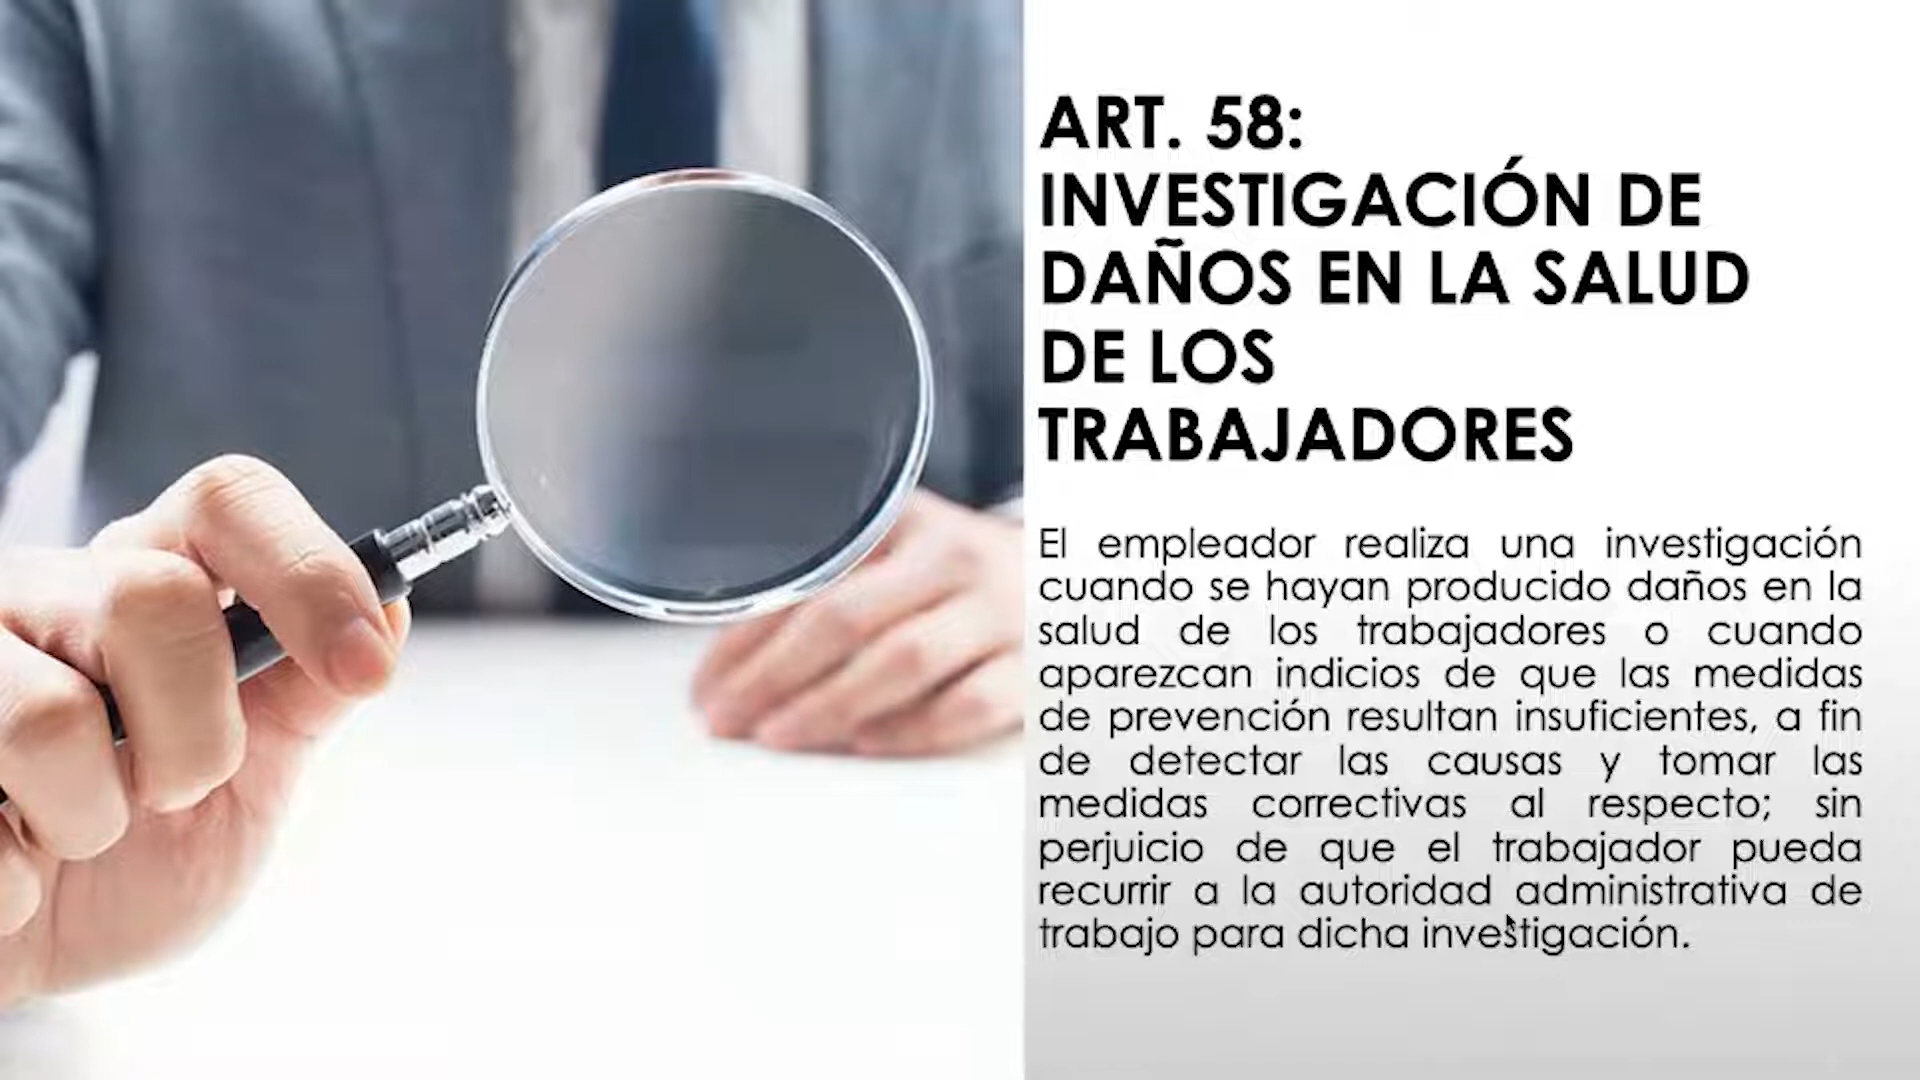 ART. 58:
INVESTIGACIÓN DE
DAÑOS EN LA SALUD
DE LOS
TRABAJADORES
El empleador realiza una investigación
cuando se hayan producido daños en la
salud de los trabajadores o cuando
aparezcan indicios de que las medidas
de prevención resultan insuficientes, a fin
de detectar las causas y tomar las
medidas correctivas al respecto; sin
perjuicio de que el trabajador pueda
recurrir a la autoridad administrativa de
trabajo para dicha investigación.